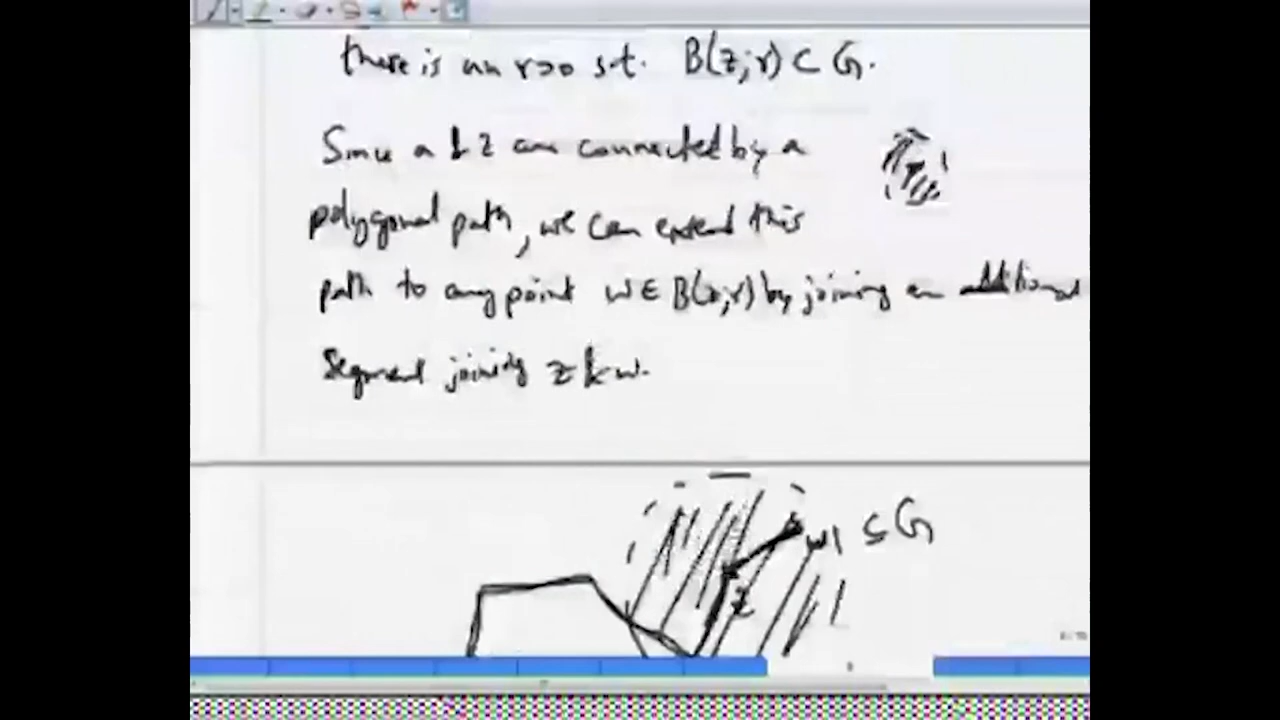 there is an r>0 s.t. B(z;r) ⊂ G.
Since a & z are connected by a
polygonal path, we can extend this
path to any point w ∈ B(z;r) by joining an additional
segment joining z & w.
w ⊆ G
z